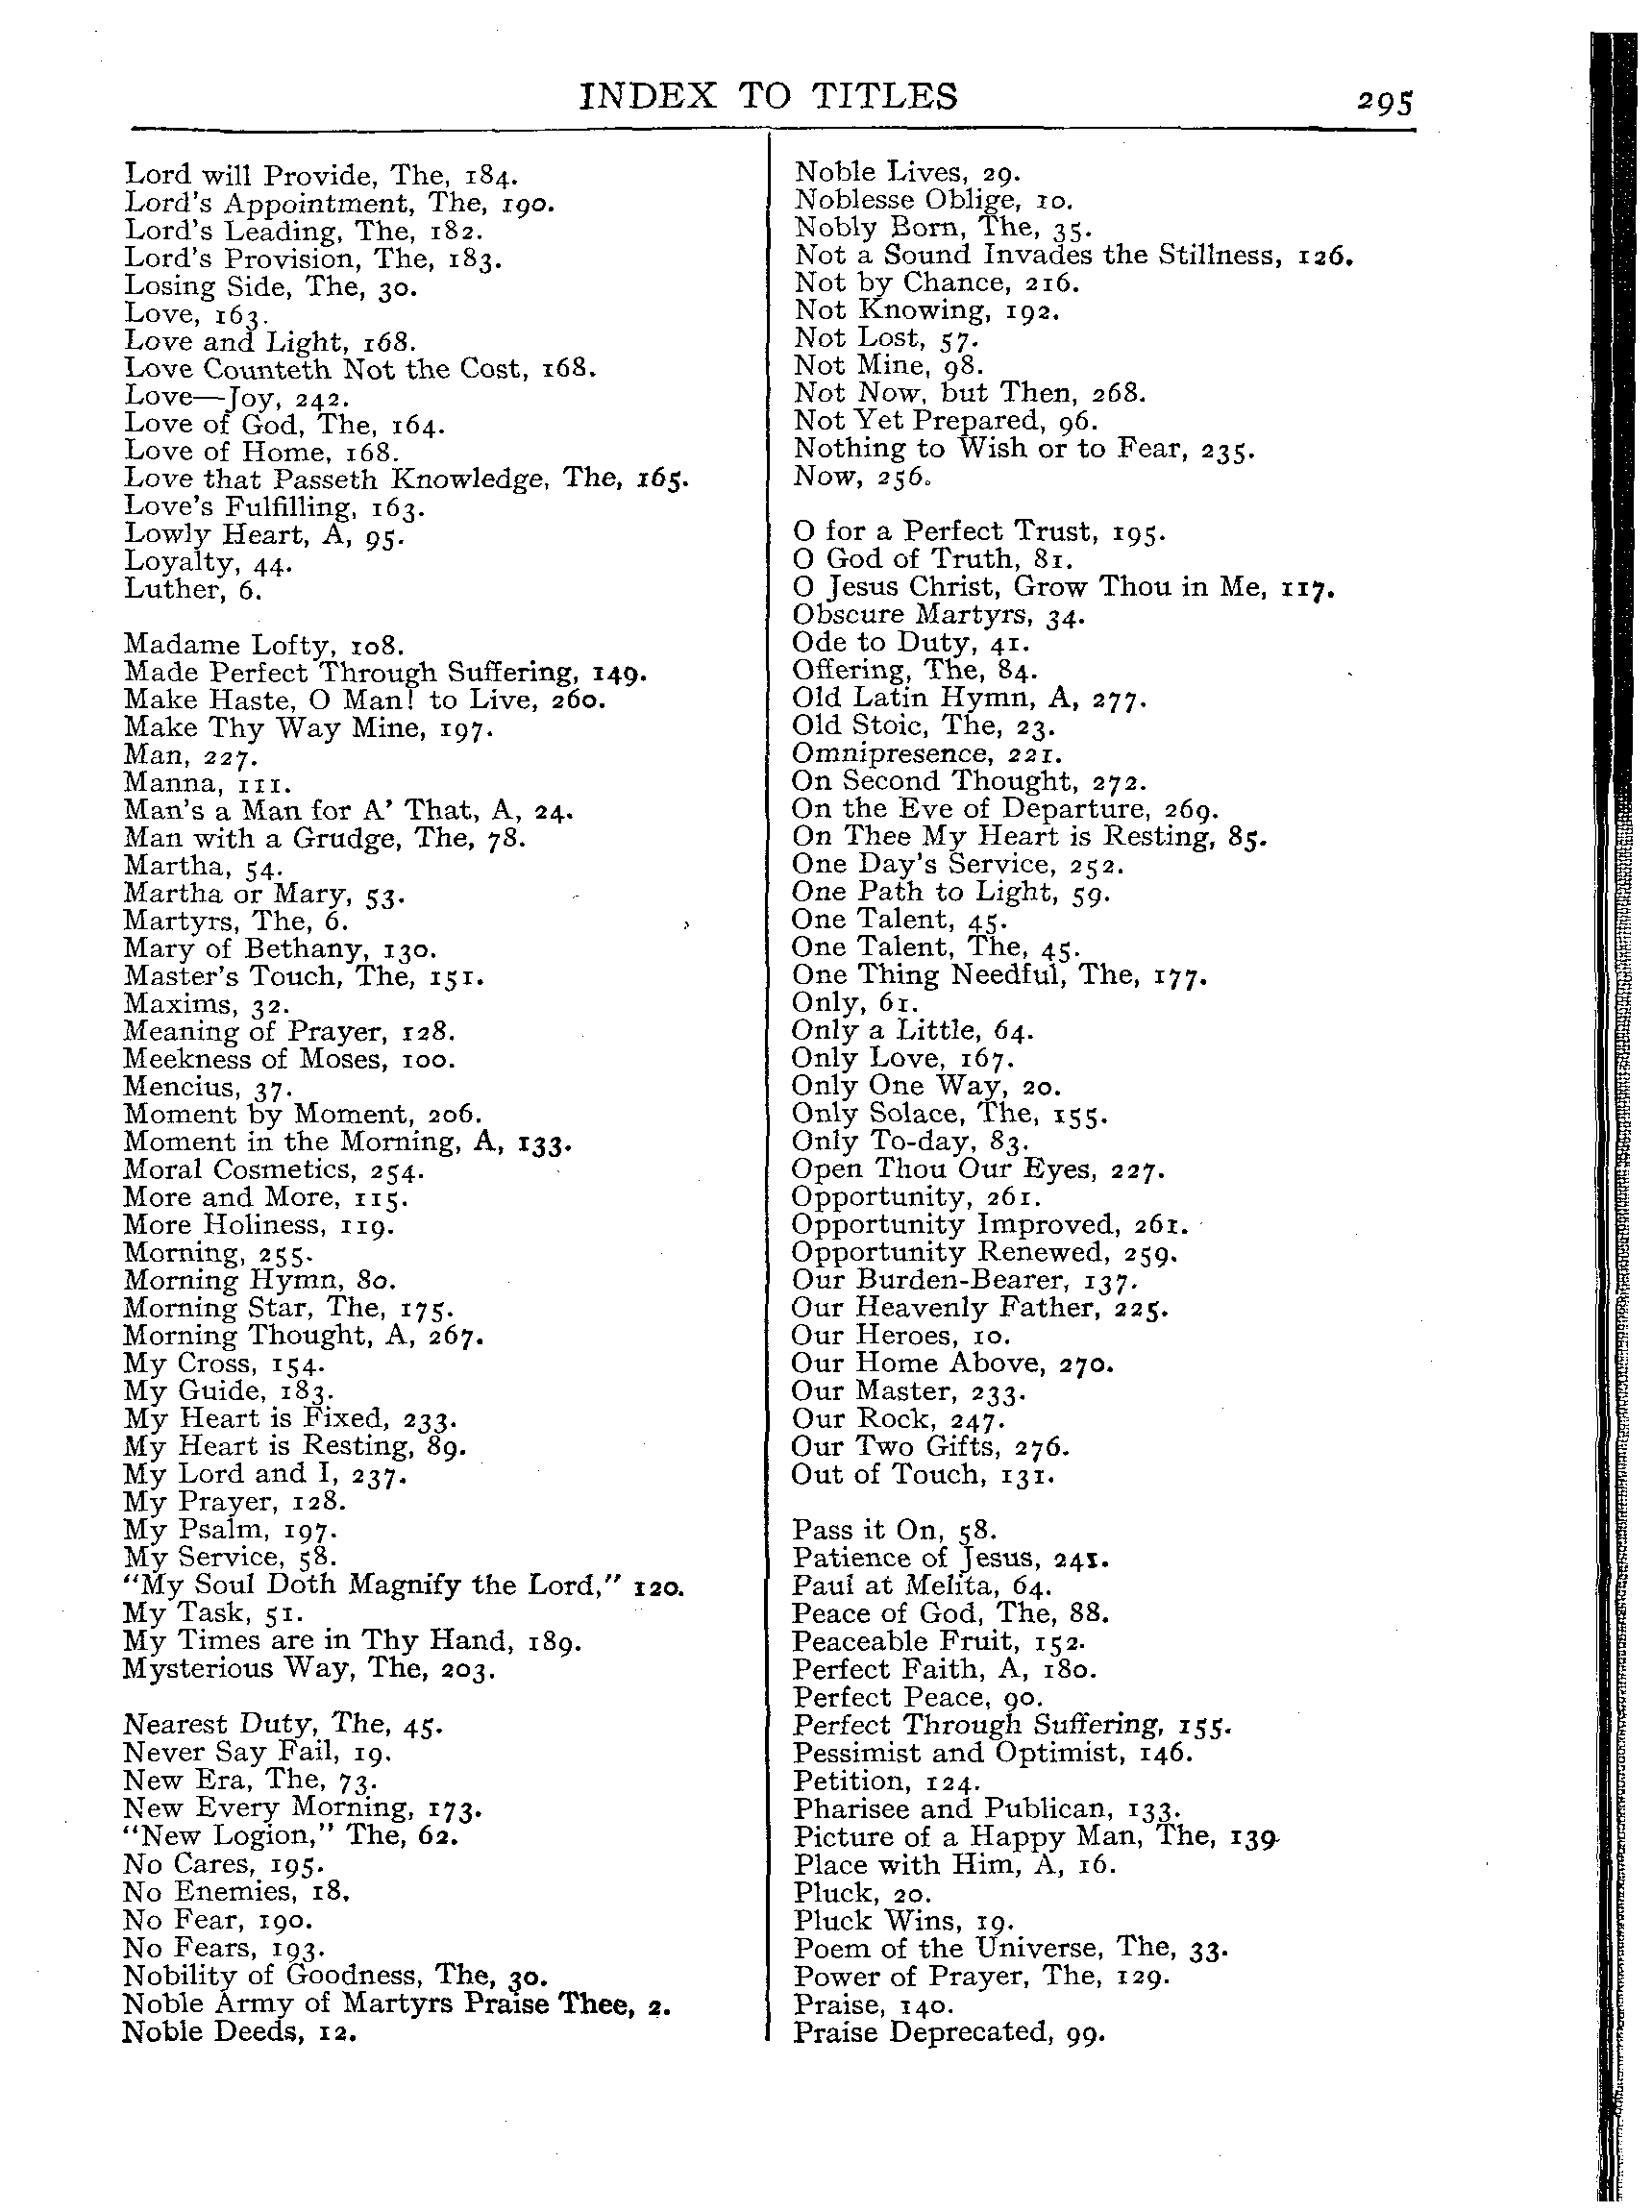 INDEX TO TITLES 295
Lord will Provide, The, 184.
Lord's Appointment, The, 190.
Lord's Leading, The, 182.
Lord's Provision, The, 183.
Losing Side, The, 30.
Love, 163.
Love and Light, 168.
Love Counteth Not the Cost, 168.
Love—Joy, 242.
Love of God, The, 164.
Love of Home, 168.
Love that Passeth Knowledge, The, 165.
Love's Fulfilling, 163.
Lowly Heart, A, 95.
Loyalty, 44.
Luther, 6.
Madame Lofty, 108.
Made Perfect Through Suffering, 149.
Make Haste, O Man! to Live, 260.
Make Thy Way Mine, 197.
Man, 227.
Manna, 111.
Man's a Man for A' That, A, 24.
Man with a Grudge, The, 78.
Martha, 54.
Martha or Mary, 53.
Martyrs, The, 6.
Mary of Bethany, 130.
Master's Touch, The, 151.
Maxims, 32.
Meaning of Prayer, 128.
Meekness of Moses, 100.
Mencius, 37.
Moment by Moment, 206.
Moment in the Morning, A, 133.
Moral Cosmetics, 254.
More and More, 115.
More Holiness, 119.
Morning, 255.
Morning Hymn, 80.
Morning Star, The, 175.
Morning Thought, A, 267.
My Cross, 154.
My Guide, 183.
My Heart is Fixed, 233.
My Heart is Resting, 89.
My Lord and I, 237.
My Prayer, 128.
My Psalm, 197.
My Service, 58.
"My Soul Doth Magnify the Lord," 120.
My Task, 51.
My Times are in Thy Hand, 189.
Mysterious Way, The, 203.
Nearest Duty, The, 45.
Never Say Fail, 19.
New Era, The, 73.
New Every Morning, 173.
"New Logion," The, 62.
No Cares, 195.
No Enemies, 18.
No Fear, 190.
No Fears, 193.
Nobility of Goodness, The, 30.
Noble Army of Martyrs Praise Thee, 2.
Noble Deeds, 12.
Noble Lives, 29.
Noblesse Oblige, 10.
Nobly Born, The, 35.
Not a Sound Invades the Stillness, 126.
Not by Chance, 216.
Not Knowing, 192.
Not Lost, 57.
Not Mine, 98.
Not Now, but Then, 268.
Not Yet Prepared, 96.
Nothing to Wish or to Fear, 235.
Now, 256.
O for a Perfect Trust, 195.
O God of Truth, 81.
O Jesus Christ, Grow Thou in Me, 117.
Obscure Martyrs, 34.
Ode to Duty, 41.
Offering, The, 84.
Old Latin Hymn, A, 277.
Old Stoic, The, 23.
Omnipresence, 221.
On Second Thought, 272.
On the Eve of Departure, 269.
On Thee My Heart is Resting, 85.
One Day's Service, 252.
One Path to Light, 59.
One Talent, 45.
One Talent, The, 45.
One Thing Needful, The, 177.
Only, 61.
Only a Little, 64.
Only Love, 167.
Only One Way, 20.
Only Solace, The, 155.
Only To-day, 83.
Open Thou Our Eyes, 227.
Opportunity, 261.
Opportunity Improved, 261.
Opportunity Renewed, 259.
Our Burden-Bearer, 137.
Our Heavenly Father, 225.
Our Heroes, 10.
Our Home Above, 270.
Our Master, 233.
Our Rock, 247.
Our Two Gifts, 276.
Out of Touch, 131.
Pass it On, 58.
Patience of Jesus, 241.
Paul at Melita, 64.
Peace of God, The, 88.
Peaceable Fruit, 152.
Perfect Faith, A, 180.
Perfect Peace, 90.
Perfect Through Suffering, 155.
Pessimist and Optimist, 146.
Petition, 124.
Pharisee and Publican, 133.
Picture of a Happy Man, The, 139.
Place with Him, A, 16.
Pluck, 20.
Pluck Wins, 19.
Poem of the Universe, The, 33.
Power of Prayer, The, 129.
Praise, 140.
Praise Deprecated, 99.